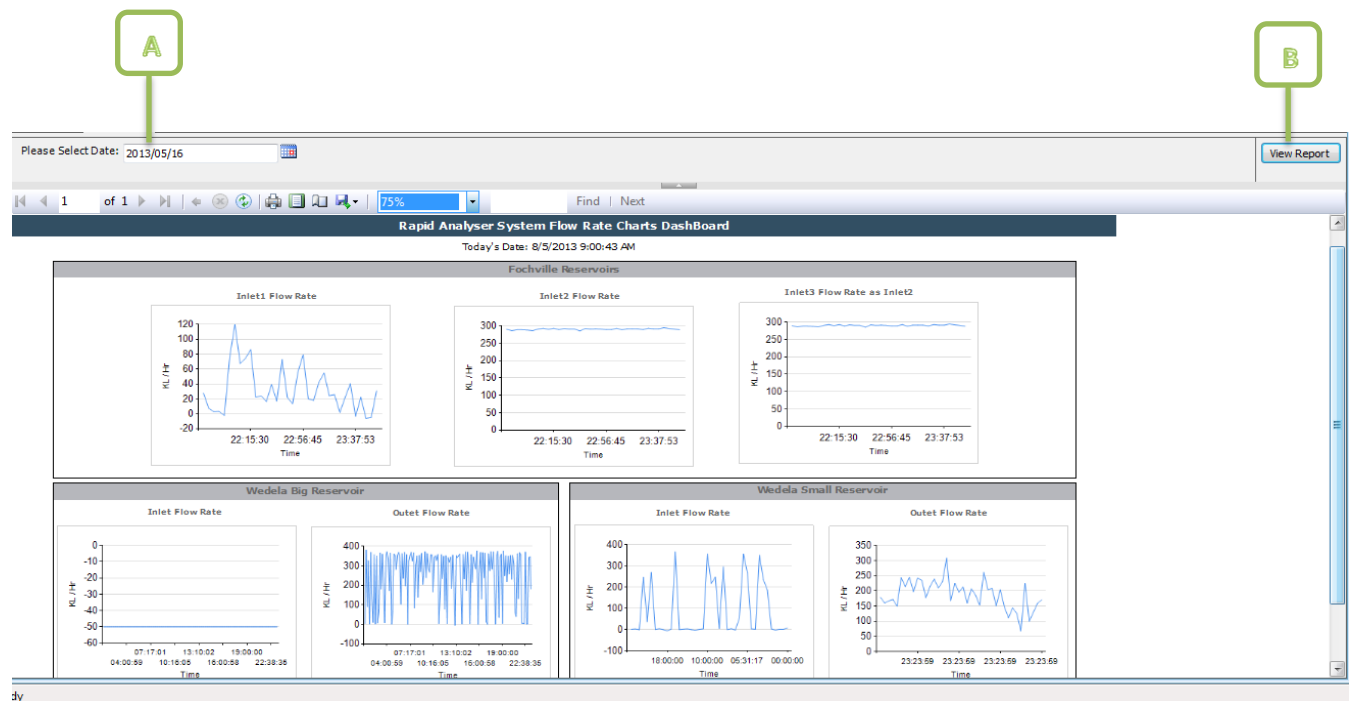 A
B
Please Select Date: 2013/05/16
View Report
1 of 1
75%
Find | Next
Rapid Analyser System Flow Rate Charts DashBoard
Today's Date: 8/5/2013 9:00:43 AM
Fochville Reservoirs
Inlet1 Flow Rate
KL / Hr
120
100
80
60
40
20
0
-20
22:15:30 22:56:45 23:37:53
Time
Inlet2 Flow Rate
KL / Hr
300
250
200
150
100
50
0
22:15:30 22:56:45 23:37:53
Time
Inlet3 Flow Rate as Inlet2
KL / Hr
300
250
200
150
100
50
0
22:15:30 22:56:45 23:37:53
Time
Wedela Big Reservoir
Inlet Flow Rate
KL / Hr
0
-10
-20
-30
-40
-50
-60
07:17:01 13:10:02 19:00:00
04:00:59 10:16:05 16:00:58 22:38:35
Time
Outet Flow Rate
KL / Hr
400
300
200
100
0
-100
07:17:01 13:10:02 19:00:00
04:00:59 10:16:05 16:00:58 22:38:35
Time
Wedela Small Reservoir
Inlet Flow Rate
KL / Hr
400
300
200
100
0
-100
18:00:00 10:00:00 05:31:17 00:00:00
Time
Outet Flow Rate
KL / Hr
350
300
250
200
150
100
50
0
23:23:59 23:23:59 23:23:59 23:23:59
Time
dy